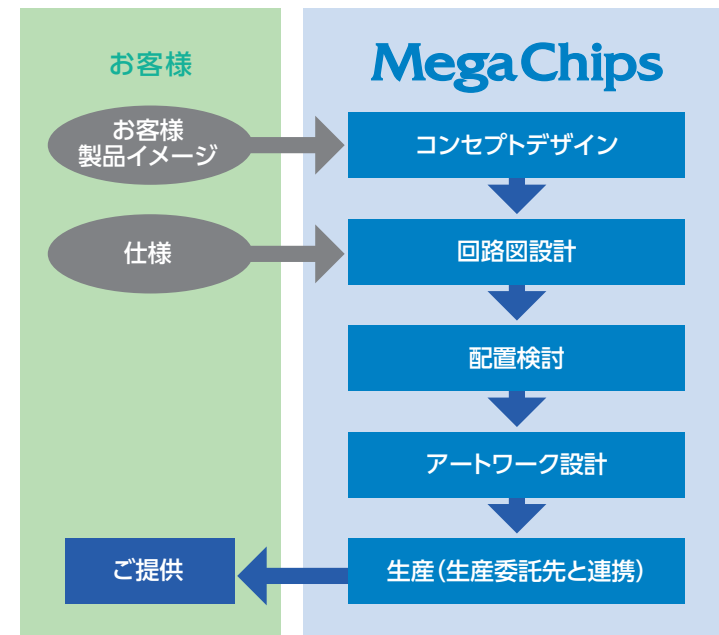 お客様
MegaChips
お客様
製品イメージ
コンセプトデザイン
仕様
回路図設計
配置検討
アートワーク設計
ご提供
生産(生産委託先と連携)